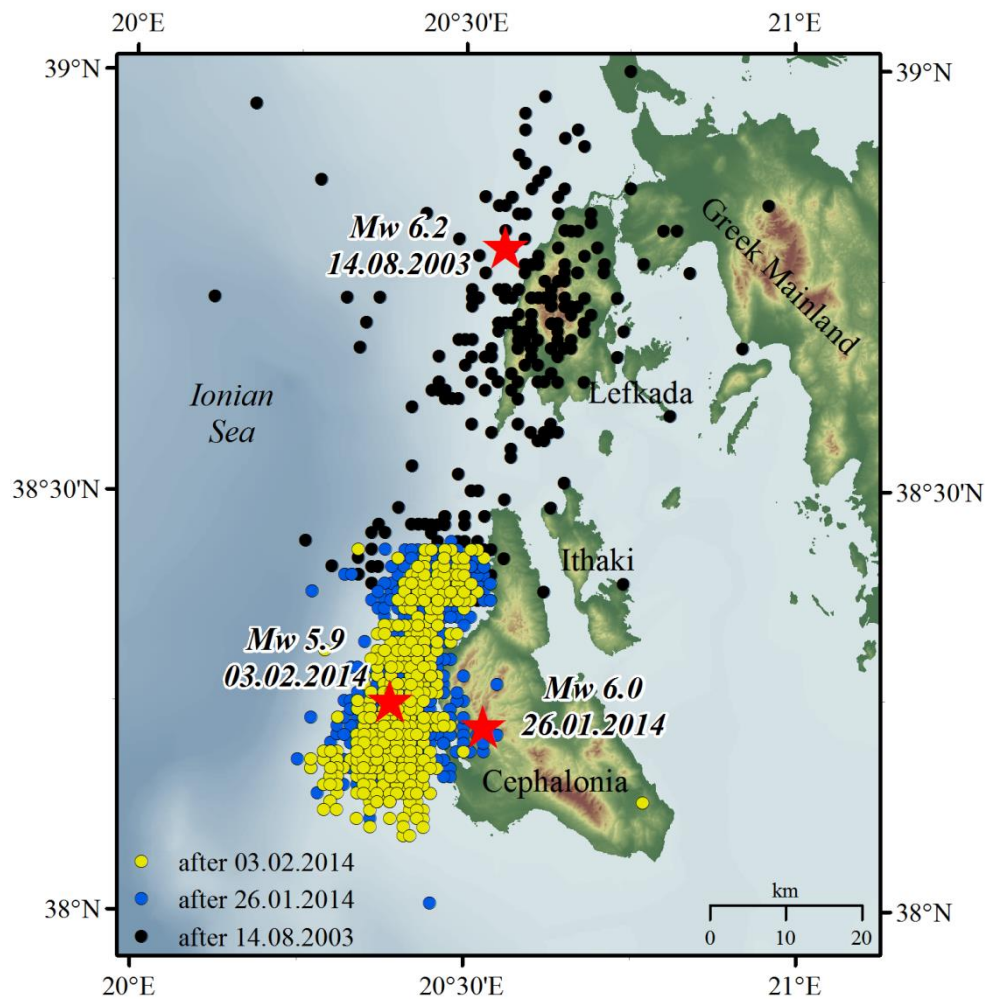 20°E 20°30'E 21°E
39°N 39°N
Mw 6.2
14.08.2003
Greek Mainland
Ionian
Sea
Lefkada
38°30'N 38°30'N
Ithaki
Mw 5.9
03.02.2014
Mw 6.0
26.01.2014
Cephalonia
after 03.02.2014
after 26.01.2014
after 14.08.2003
km
0 10 20
38°N 38°N
20°E 20°30'E 21°E